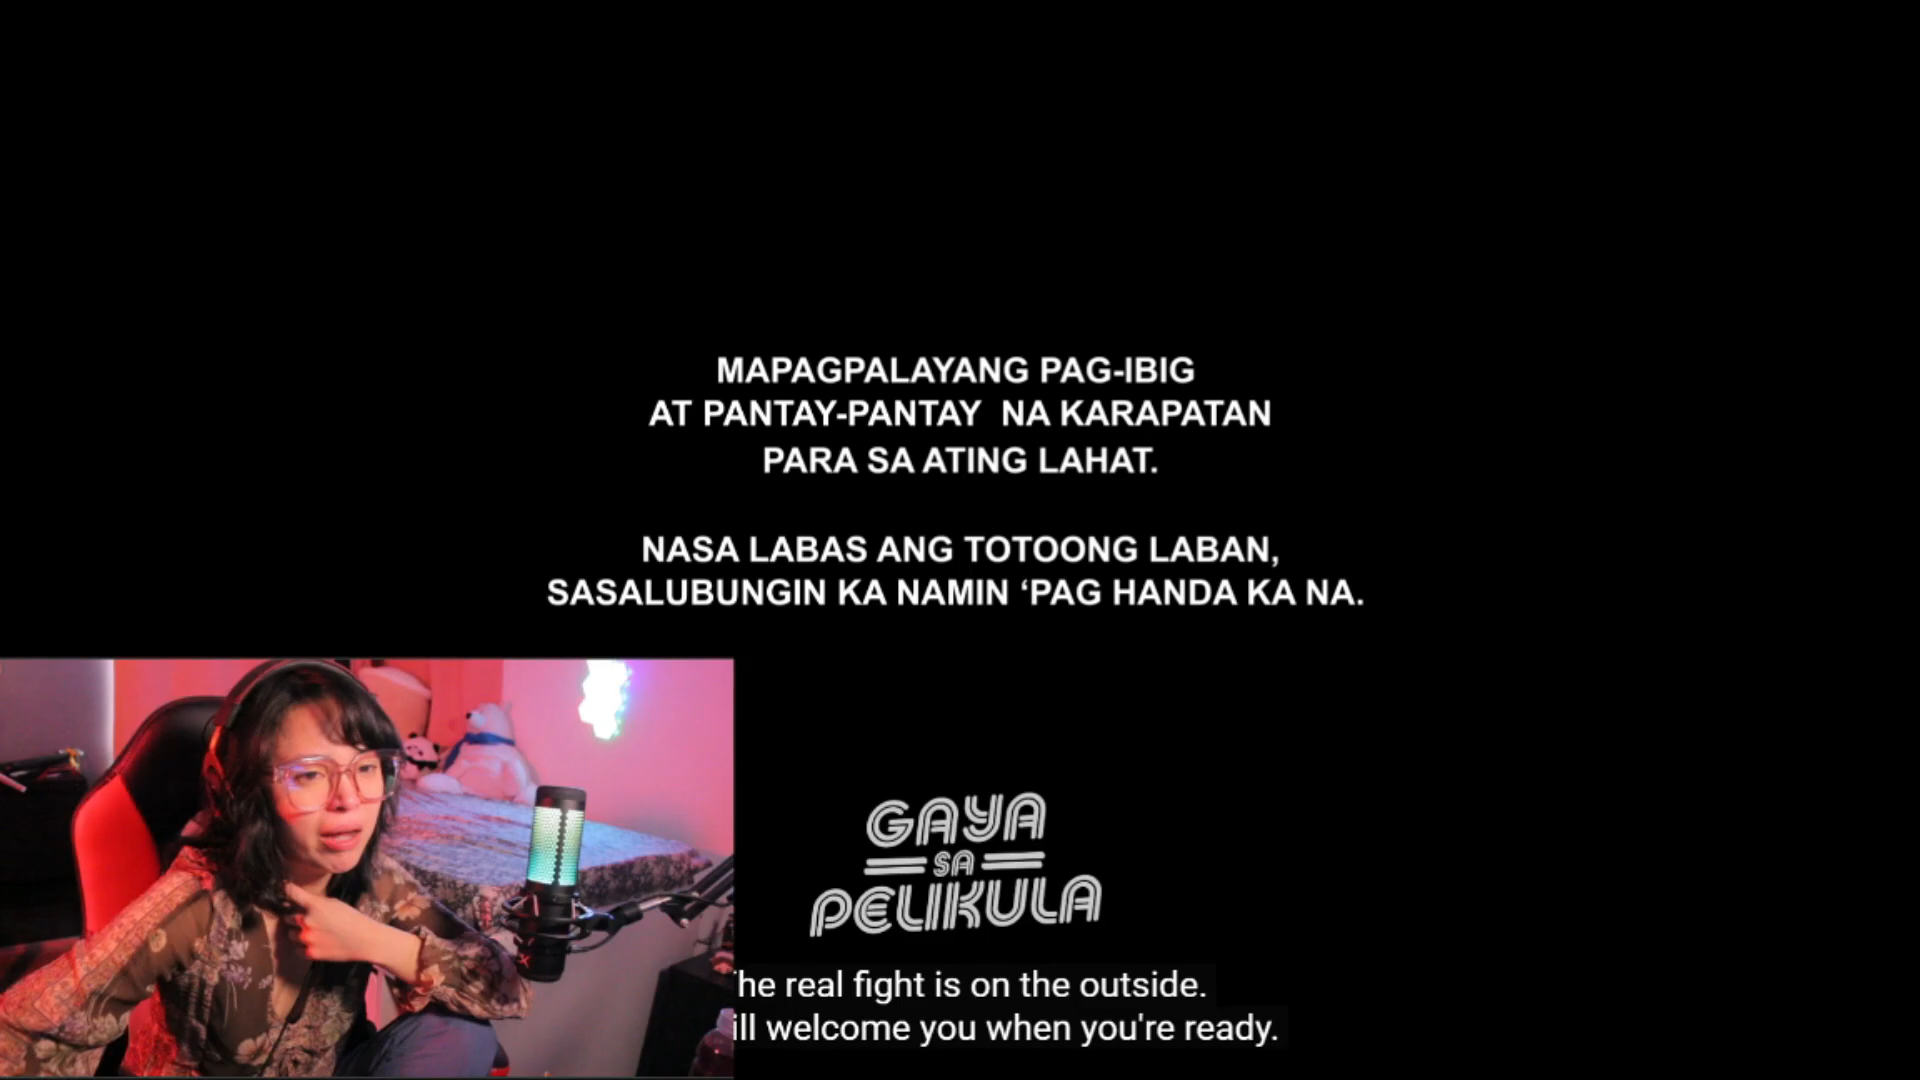 MAPAGPALAYANG PAG-IBIG
AT PANTAY-PANTAY NA KARAPATAN
PARA SA ATING LAHAT.
NASA LABAS ANG TOTOONG LABAN,
SASALUBUNGIN KA NAMIN ‘PAG HANDA KA NA.
GAYA
SA
PELIKULA
he real fight is on the outside.
ill welcome you when you're ready.